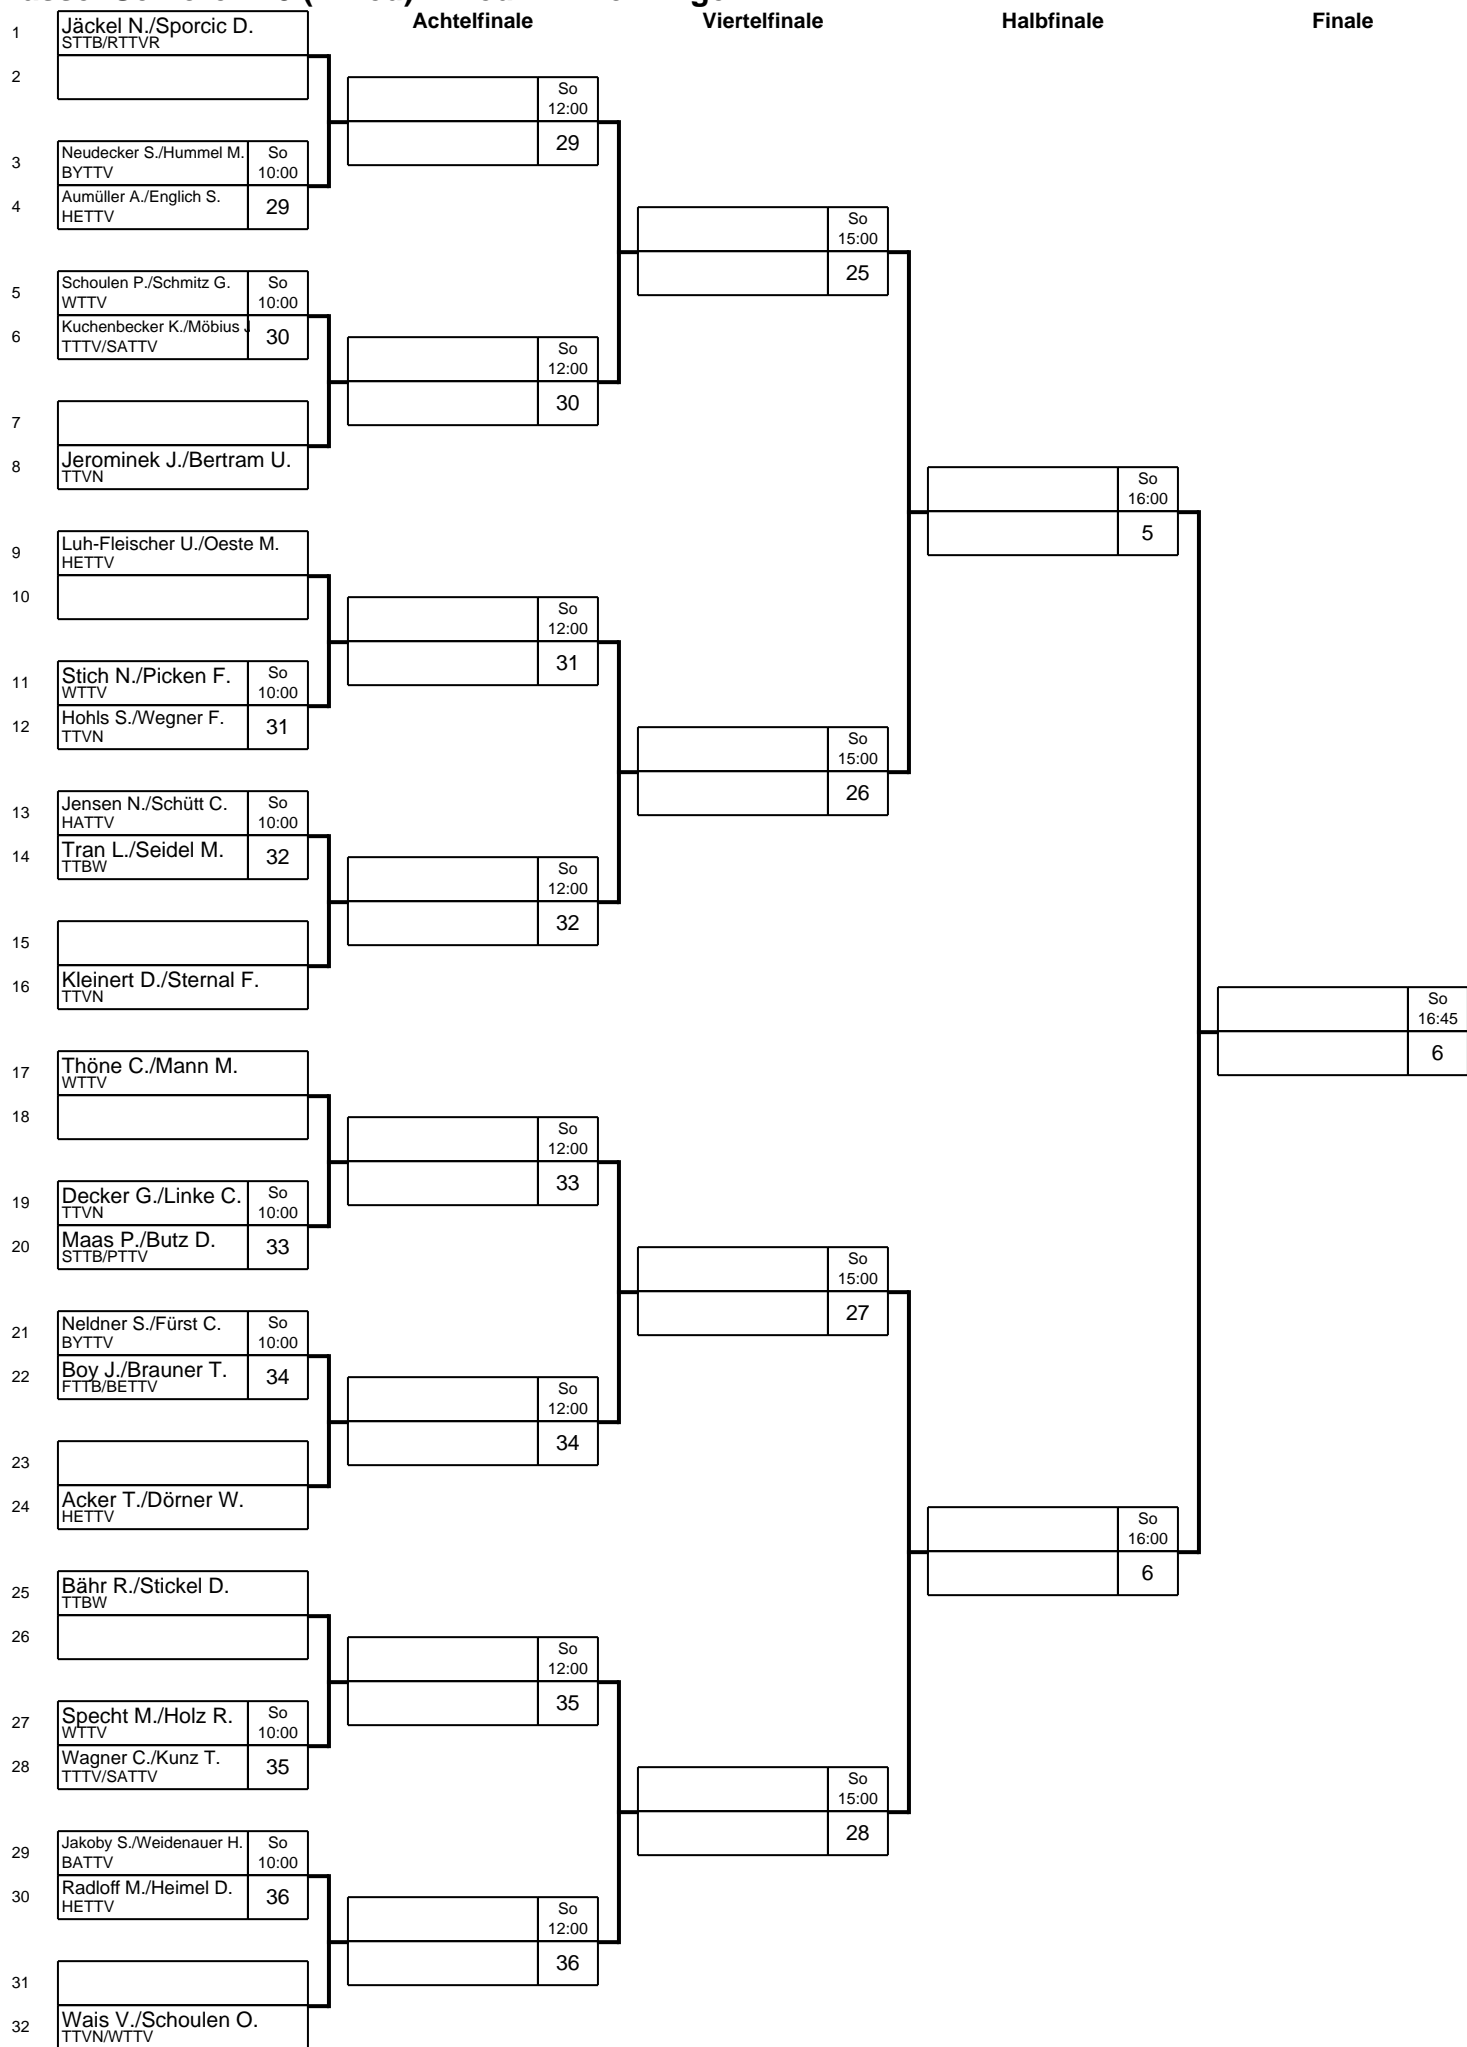 Achtelfinale Viertelfinale Halbfinale Finale
1 Jäckel N./Sporcic D.
STTB/RTTVR
2
So
12:00
29
3 Neudecker S./Hummel M. So
BYTTV 10:00
4 Aumüller A./Englich S. 29
HETTV
So
15:00
25
5 Schoulen P./Schmitz G. So
WTTV 10:00
6 Kuchenbecker K./Möbius J 30
TTTV/SATTV
So
12:00
30
7
8 Jerominek J./Bertram U.
TTVN
So
16:00
5
9 Luh-Fleischer U./Oeste M.
HETTV
10
So
12:00
31
11 Stich N./Picken F. So
WTTV 10:00
12 Hohls S./Wegner F. 31
TTVN
So
15:00
26
13 Jensen N./Schütt C. So
HATTV 10:00
14 Tran L./Seidel M. 32
TTBW
So
12:00
32
15
16 Kleinert D./Sternal F.
TTVN
So
16:45
6
17 Thöne C./Mann M.
WTTV
18
So
12:00
33
19 Decker G./Linke C. So
TTVN 10:00
20 Maas P./Butz D. 33
STTB/PTTV
So
15:00
27
21 Neldner S./Fürst C. So
BYTTV 10:00
22 Boy J./Brauner T. 34
FTTB/BETTV
So
12:00
34
23
24 Acker T./Dörner W.
HETTV
So
16:00
6
25 Bähr R./Stickel D.
TTBW
26
So
12:00
35
27 Specht M./Holz R. So
WTTV 10:00
28 Wagner C./Kunz T. 35
TTTV/SATTV
So
15:00
28
29 Jakoby S./Weidenauer H. So
BATTV 10:00
30 Radloff M./Heimel D. 36
HETTV
So
12:00
36
31
32 Wais V./Schoulen O.
TTVN/WTTV